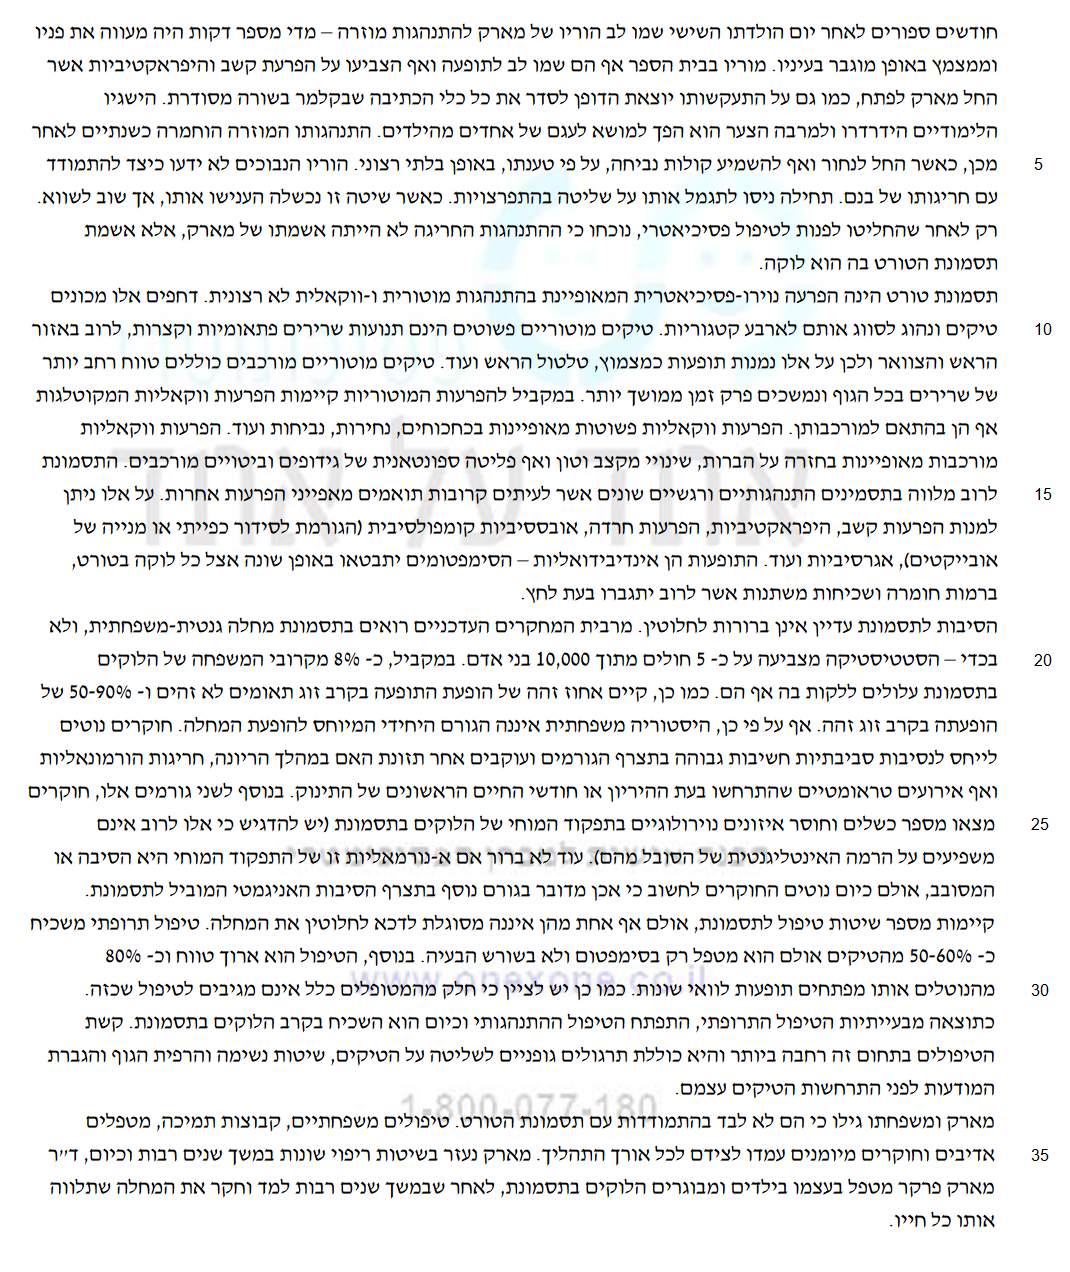 חודשים ספורים לאחר יום הולדתו השישי שמו לב הוריו של מארק להתנהגות מוזרה – מדי מספר דקות היה מעווה את פניו
וממצמץ באופן מוגבר בעיניו. מוריו בבית הספר אף הם שמו לב לתופעה ואף הצביעו על הפרעת קשב והיפראקטיביות אשר
החל מארק לפתח, כמו גם על התעקשותו יוצאת הדופן לסדר את כל כלי הכתיבה שבקלמר בשורה מסודרת. הישגיו
הלימודיים הידרדרו ולמרבה הצער הוא הפך למושא לעגם של אחדים מהילדים. התנהגותו המוזרה הוחמרה כשנתיים לאחר
מכן, כאשר החל לנחור ואף להשמיע קולות נביחה, על פי טענתו, באופן בלתי רצוני. הוריו הנבוכים לא ידעו כיצד להתמודד 5
עם חריגותו של בנם. תחילה ניסו לתגמל אותו על שליטה בהתפרצויות. כאשר שיטה זו נכשלה הענישו אותו, אך שוב לשווא.
רק לאחר שהחליטו לפנות לטיפול פסיכיאטרי, נוכחו כי ההתנהגות החריגה לא הייתה אשמתו של מארק, אלא אשמת
תסמונת הטורט בה הוא לוקה.
תסמונת טורט הינה הפרעה נוירו-פסיכיאטרית המאופיינת בהתנהגות מוטורית ו-ווקאלית לא רצונית. דחפים אלו מכונים
טיקים ונהוג לסווג אותם לארבע קטגוריות. טיקים מוטוריים פשוטים הינם תנועות שרירים פתאומיות וקצרות, לרוב באזור 10
הראש והצוואר ולכן על אלו נמנות תופעות כמצמוץ, טלטול הראש ועוד. טיקים מוטוריים מורכבים כוללים טווח רחב יותר
של שרירים בכל הגוף ונמשכים פרק זמן ממושך יותר. במקביל להפרעות המוטוריות קיימות הפרעות ווקאליות המקוטלגות
אף הן בהתאם למורכבותן. הפרעות ווקאליות פשוטות מאופיינות בכחכוחים, נחירות, נביחות ועוד. הפרעות ווקאליות
מורכבות מאופיינות בחזרה על הברות, שינויי מקצב וטון ואף פליטה ספונטאנית של גידופים וביטויים מורכבים. התסמונת
לרוב מלווה בתסמינים התנהגותיים ורגשיים שונים אשר לעיתים קרובות תואמים מאפייני הפרעות אחרות. על אלו ניתן 15
למנות הפרעות קשב, היפראקטיביות, הפרעות חרדה, אובססיביות קומפולסיבית (הגורמת לסידור כפייתי או מנייה של
אובייקטים), אגרסיביות ועוד. התופעות הן אינדיבידואליות – הסימפטומים יתבטאו באופן שונה אצל כל לוקה בטורט,
ברמות חומרה ושכיחות משתנות אשר לרוב יתגברו בעת לחץ.
הסיבות לתסמונת עדיין אינן ברורות לחלוטין. מרבית המחקרים העדכניים רואים בתסמונת מחלה גנטית-משפחתית, ולא
בכדי – הסטטיסטיקה מצביעה על כ- 5 חולים מתוך 10,000 בני אדם. במקביל, כ- 8% מקרובי המשפחה של הלוקים 20
בתסמונת עלולים ללקות בה אף הם. כמו כן, קיים אחוז זהה של הופעת התופעה בקרב זוג תאומים לא זהים ו- 50-90% של
הופעתה בקרב זוג זהה. אף על פי כן, היסטוריה משפחתית איננה הגורם היחידי המיוחס להופעת המחלה. חוקרים נוטים
לייחס לנסיבות סביבתיות חשיבות גבוהה בתצרף הגורמים ועוקבים אחר תזונת האם במהלך הריונה, חריגות הורמונאליות
ואף אירועים טראומטיים שהתרחשו בעת ההיריון או חודשי החיים הראשונים של התינוק. בנוסף לשני גורמים אלו, חוקרים
מצאו מספר כשלים וחוסר איזונים נוירולוגיים בתפקוד המוחי של הלוקים בתסמונת (יש להדגיש כי אלו לרוב אינם 25
משפיעים על הרמה האינטליגנטית של הסובל מהם). עוד לא ברור אם א-נורמאליות זו של התפקוד המוחי היא הסיבה או
המסובב, אולם כיום נוטים החוקרים לחשוב כי אכן מדובר בגורם נוסף בתצרף הסיבות האניגמטי המוביל לתסמונת.
קיימות מספר שיטות טיפול לתסמונת, אולם אף אחת מהן איננה מסוגלת לדכא לחלוטין את המחלה. טיפול תרופתי משכיח
כ- 50-60% מהטיקים אולם הוא מטפל רק בסימפטום ולא בשורש הבעיה. בנוסף, הטיפול הוא ארוך טווח וכ- 80%
מהנוטלים אותו מפתחים תופעות לוואי שונות. כמו כן יש לציין כי חלק מהמטופלים כלל אינם מגיבים לטיפול שכזה. 30
כתוצאה מבעייתיות הטיפול התרופתי, התפתח הטיפול ההתנהגותי וכיום הוא השכיח בקרב הלוקים בתסמונת. קשת
הטיפולים בתחום זה רחבה ביותר והיא כוללת תרגולים גופניים לשליטה על הטיקים, שיטות נשימה והרפית הגוף והגברת
המודעות לפני התרחשות הטיקים עצמם.
מארק ומשפחתו גילו כי הם לא לבד בהתמודדות עם תסמונת הטורט. טיפולים משפחתיים, קבוצות תמיכה, מטפלים
אדיבים וחוקרים מיומנים עמדו לצידם לכל אורך התהליך. מארק נעזר בשיטות ריפוי שונות במשך שנים רבות וכיום, ד״ר 35
מארק פרקר מטפל בעצמו בילדים ומבוגרים הלוקים בתסמונת, לאחר שבמשך שנים רבות למד וחקר את המחלה שתלווה
אותו כל חייו.
אחד על אחד
www.onexone.co.il
1-800-077-180